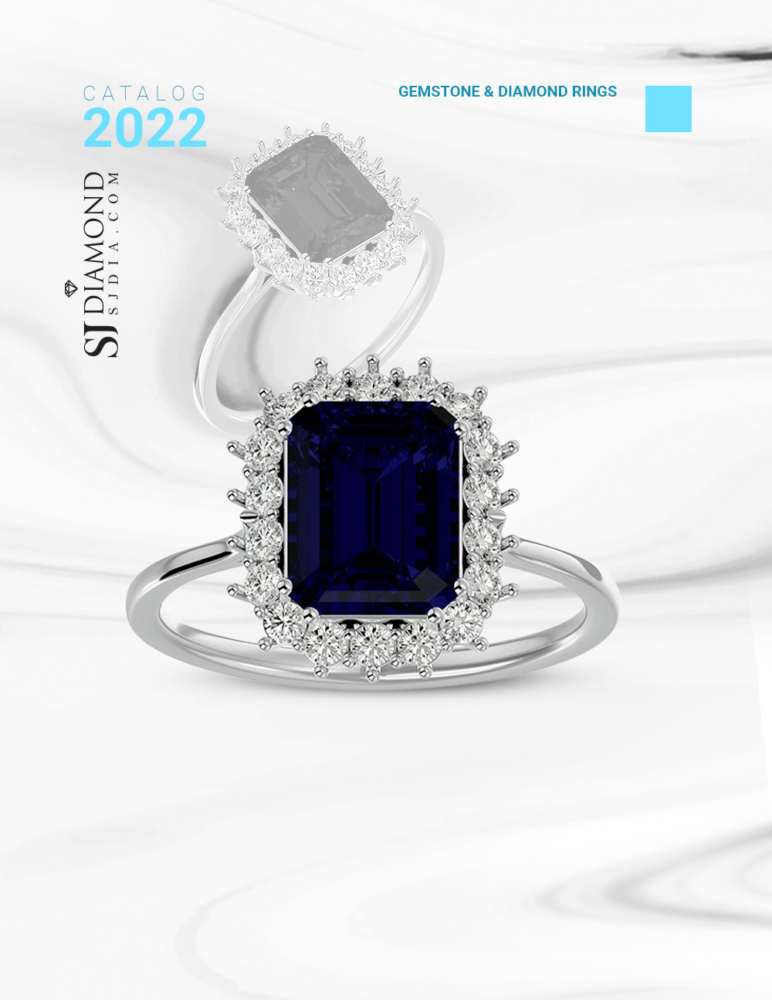 CATALOG
2022
GEMSTONE & DIAMOND RINGS
SJ DIAMOND
SJDIA.COM